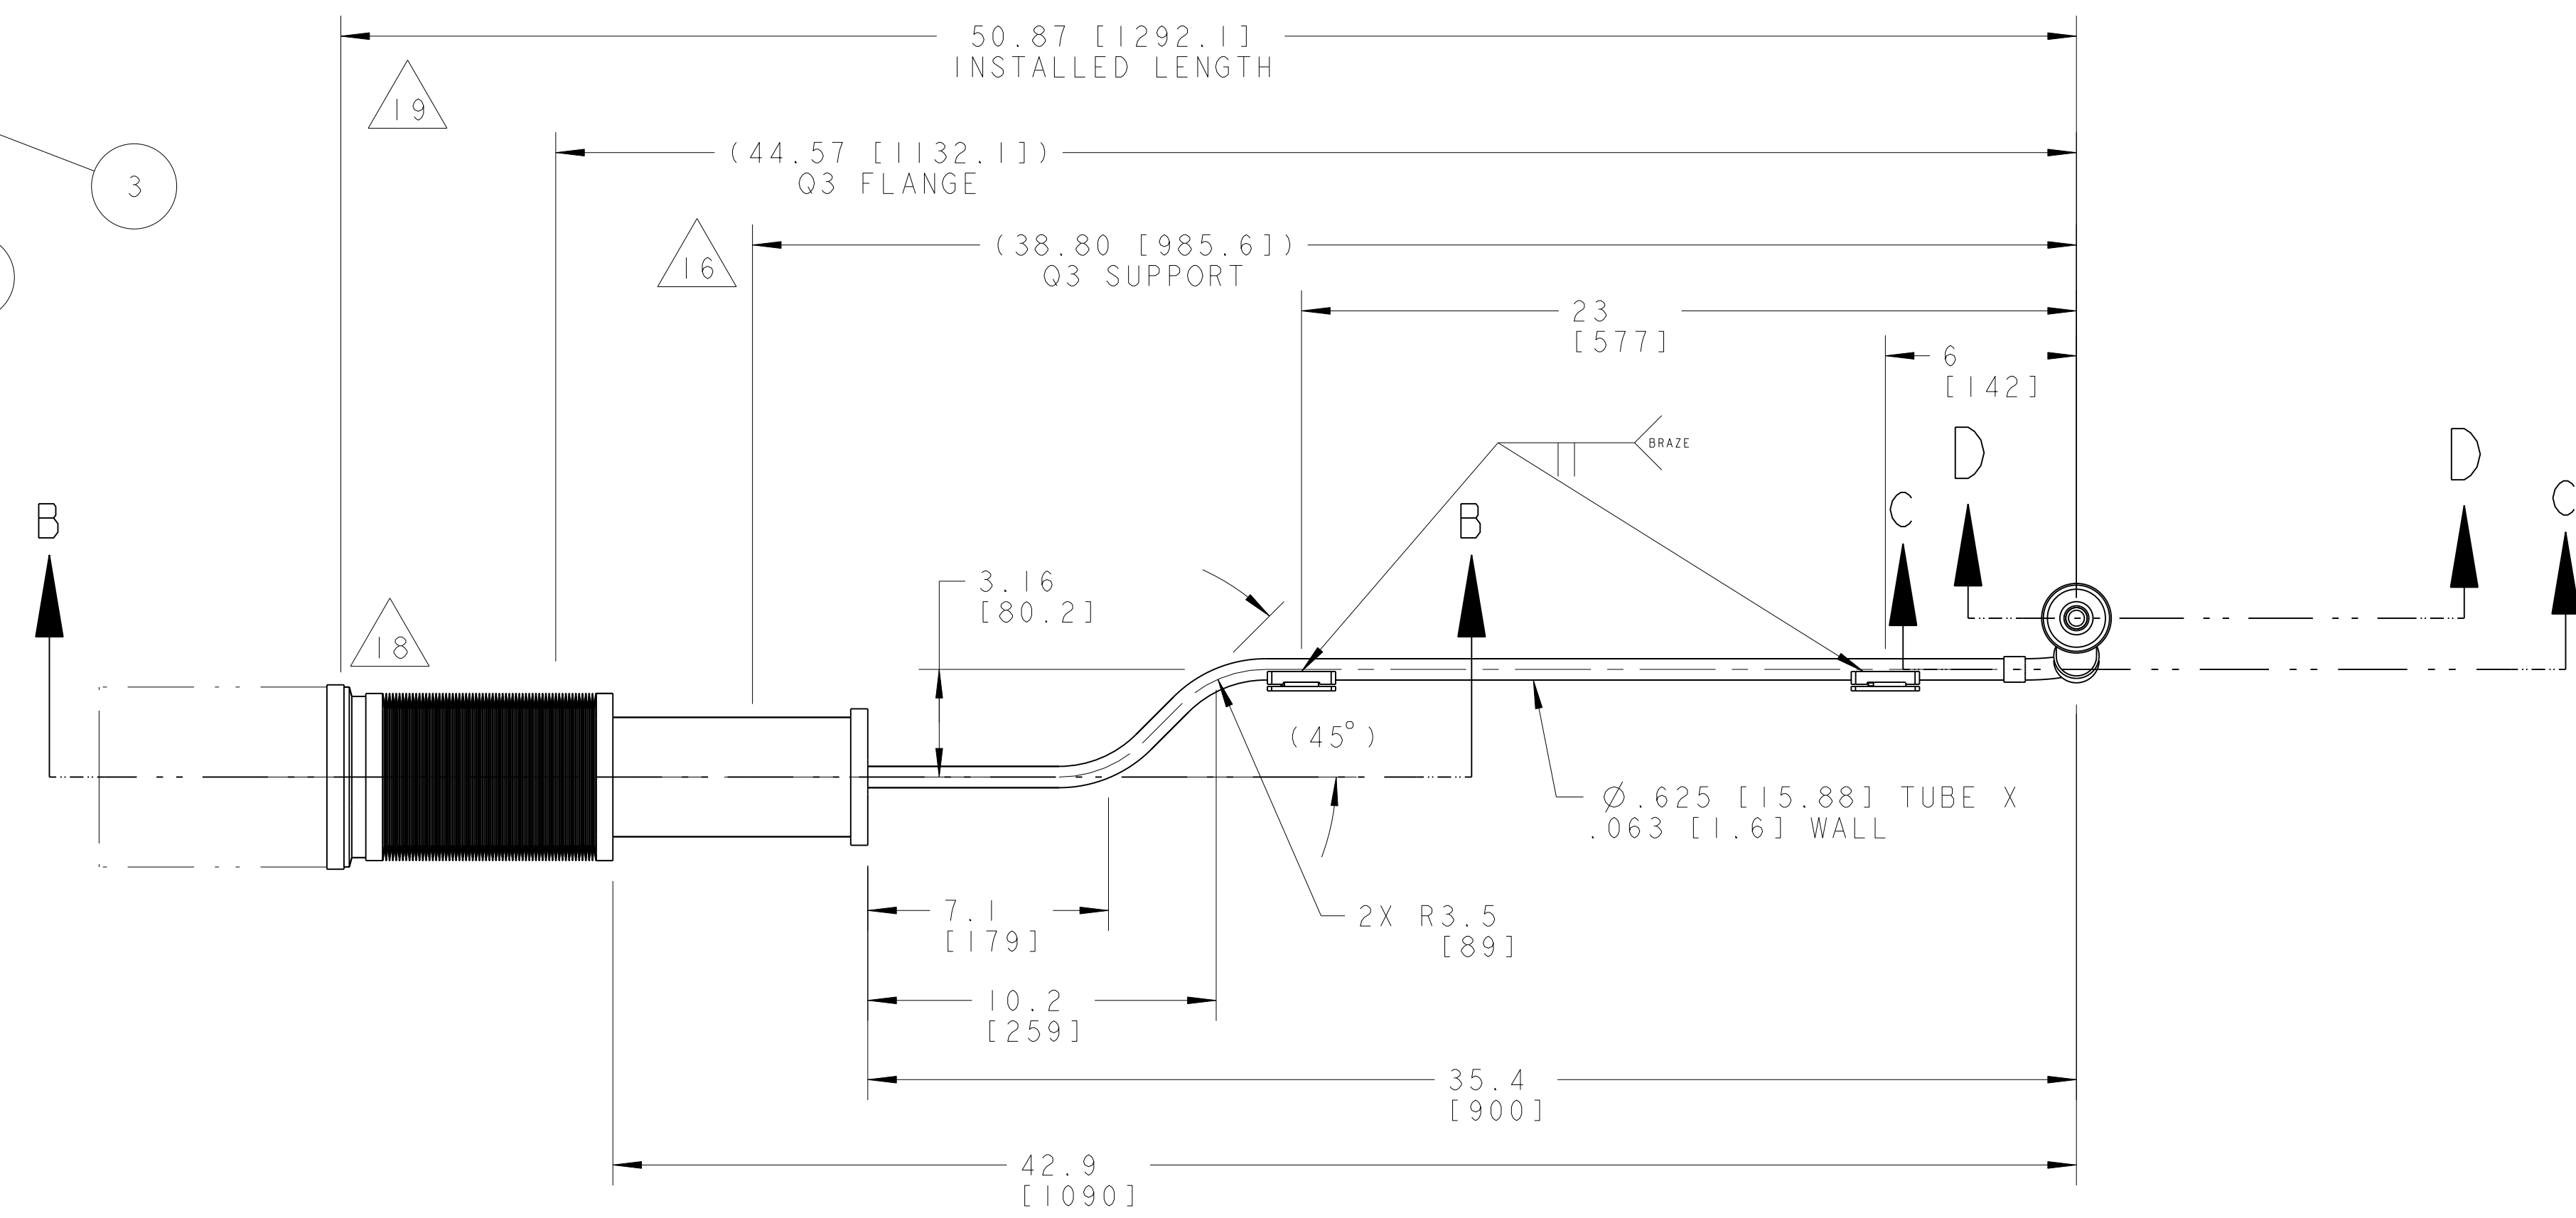 50.87 [1292.1]
INSTALLED LENGTH
19
(44.57 [1132.1])
Q3 FLANGE
3
16
(38.80 [985.6])
Q3 SUPPORT
23
[577]
6
[142]
BRAZE
D
D
C
C
B
B
3.16
[80.2]
18
(45°)
Ø.625 [15.88] TUBE X
.063 [1.6] WALL
7.1
[179]
2X R3.5
[89]
10.2
[259]
35.4
[900]
42.9
[1090]